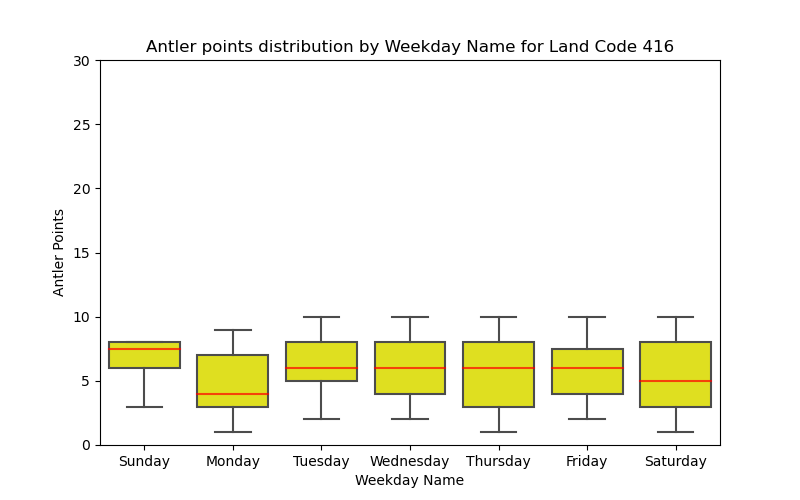 Antler points distribution by Weekday Name for Land Code 416
Antler Points
30
25
20
15
10
5
0
Sunday Monday Tuesday Wednesday Thursday Friday Saturday
Weekday Name